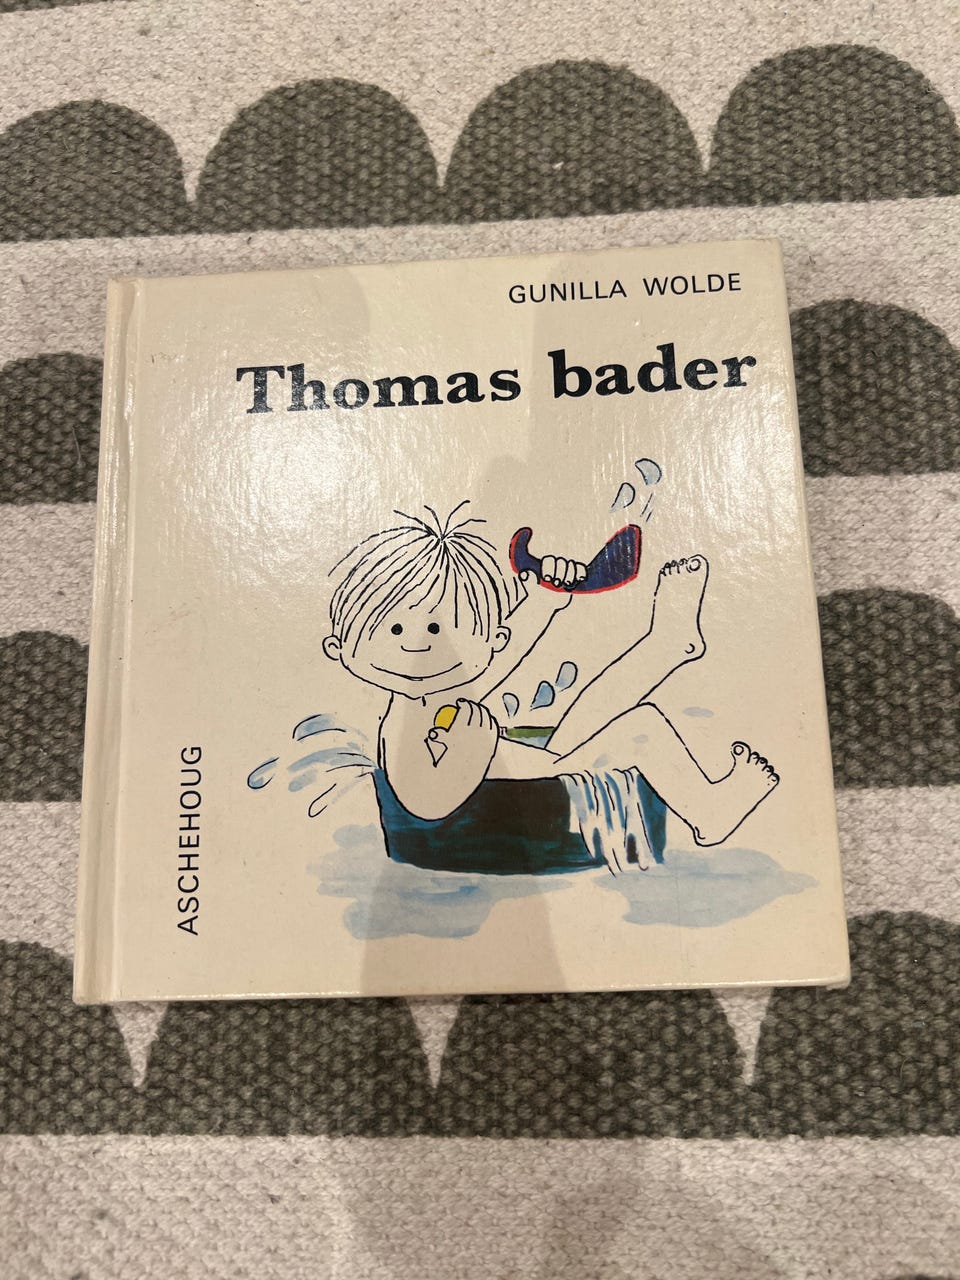 GUNILLA WOLDE
Thomas bader
ASCHEHOUG